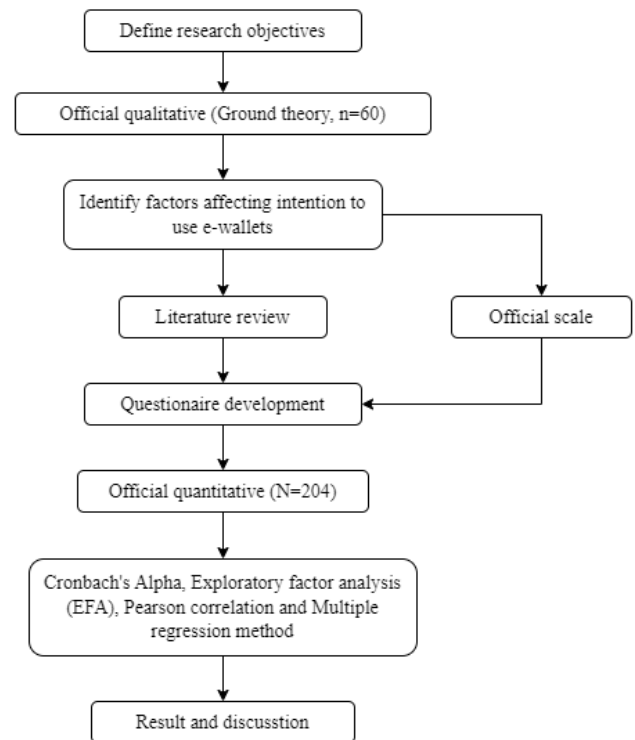 Define research objectives
Official qualitative (Ground theory, n=60)
Identify factors affecting intention to
use e-wallets
Literature review
Official scale
Questionaire development
Official quantitative (N=204)
Cronbach's Alpha, Exploratory factor analysis
(EFA), Pearson correlation and Multiple
regression method
Result and discusstion